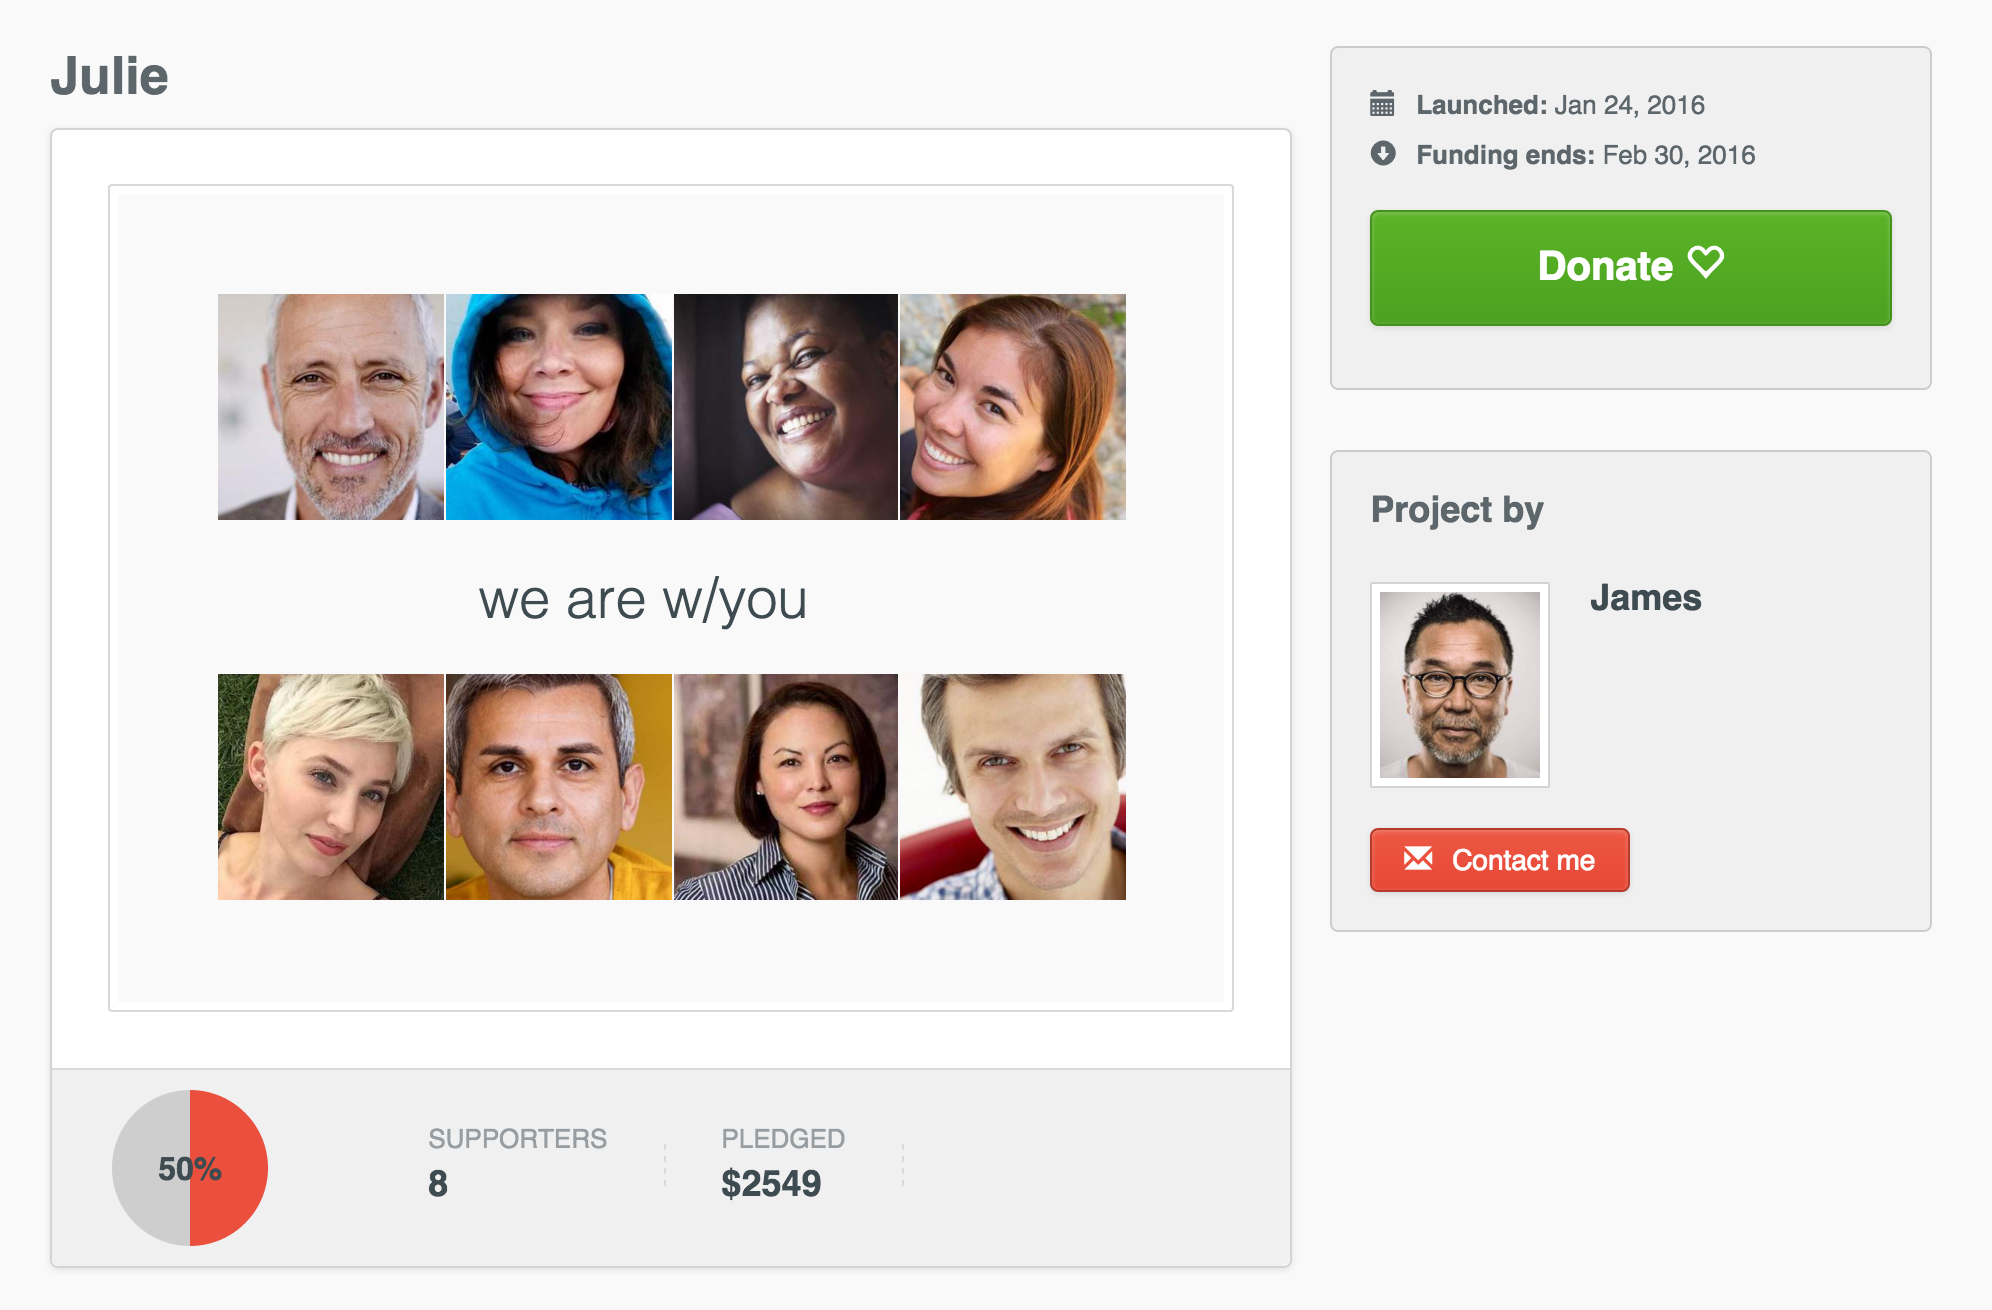 Julie
we are w/you
50%
SUPPORTERS
8
PLEDGED
$2549
Launched: Jan 24, 2016
Funding ends: Feb 30, 2016
Donate
Project by
James
Contact me